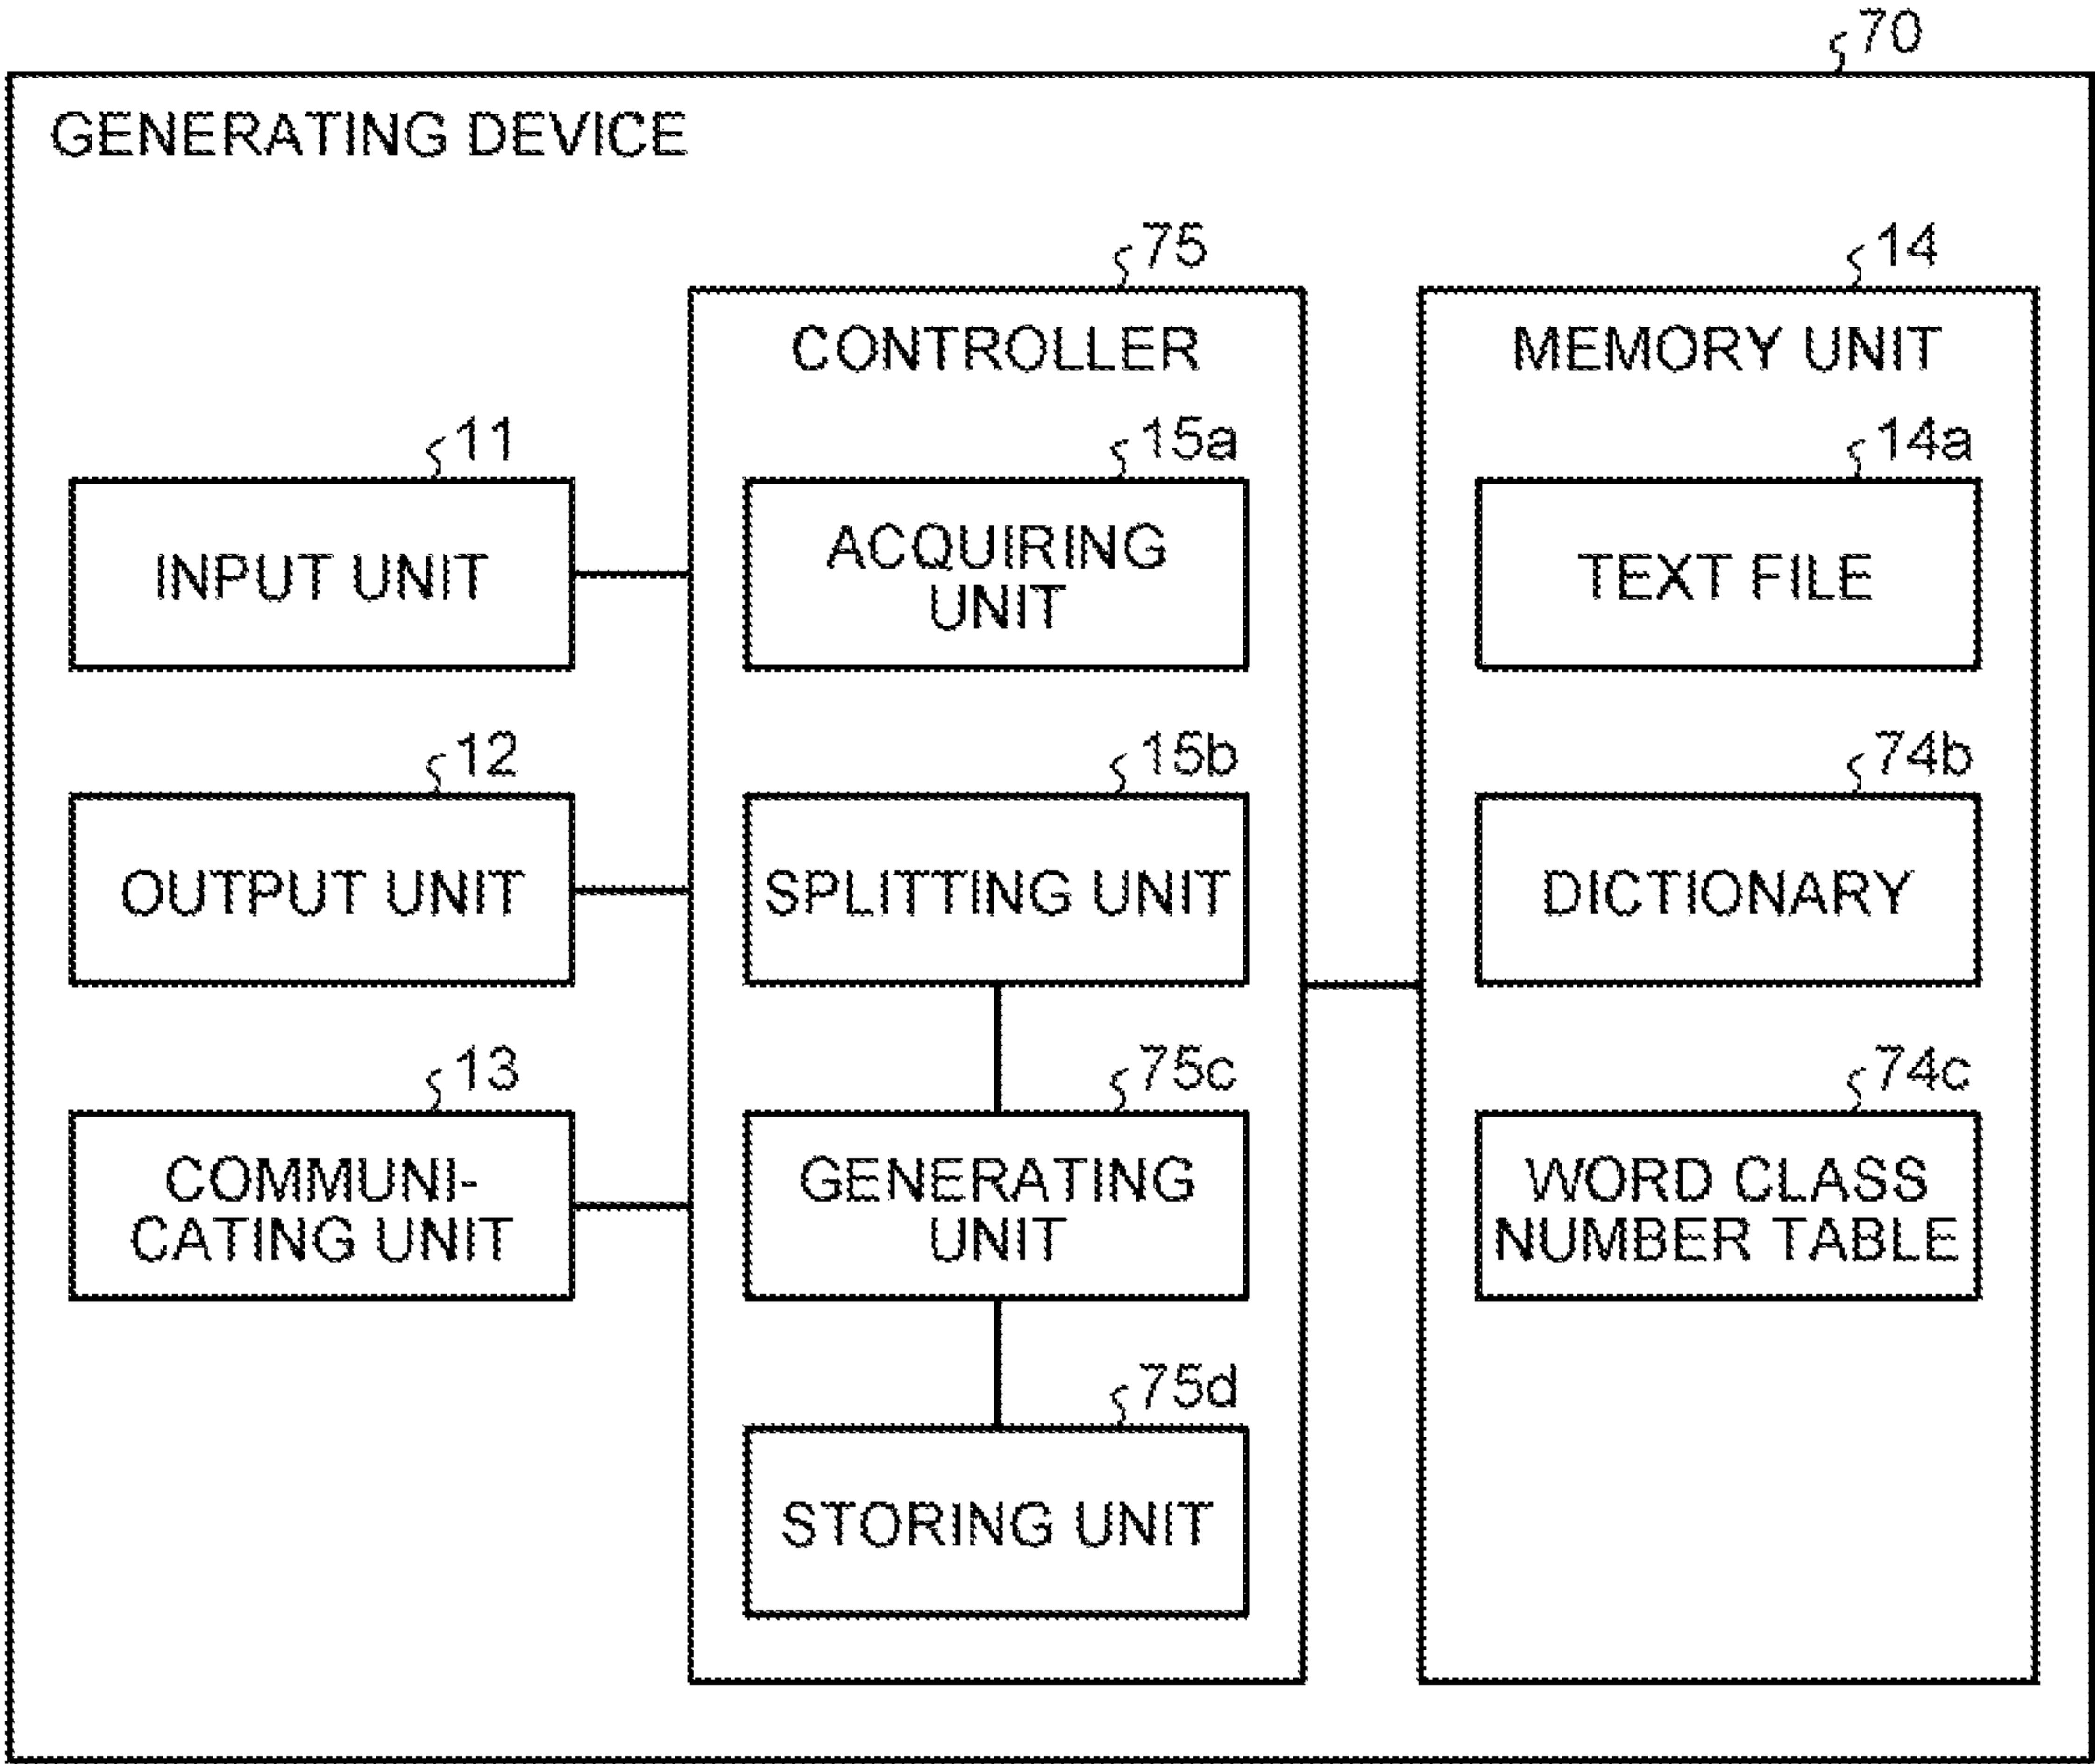 70
GENERATING DEVICE
75
14
CONTROLLER
MEMORY UNIT
11
15a
14a
INPUT UNIT
ACQUIRING
UNIT
TEXT FILE
12
15b
74b
OUTPUT UNIT
SPLITTING UNIT
DICTIONARY
13
75c
74c
COMMUNI-
CATING UNIT
GENERATING
UNIT
WORD CLASS
NUMBER TABLE
75d
STORING UNIT